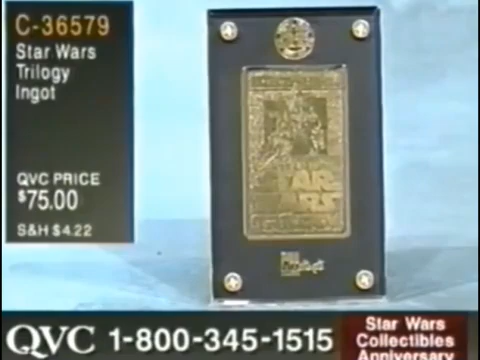 C-36579
Star Wars
Trilogy
Ingot
QVC PRICE
$75.00
S&H $4.22
STAR
WARS
QVC 1-800-345-1515
Star Wars
Collectibles
Anniversary